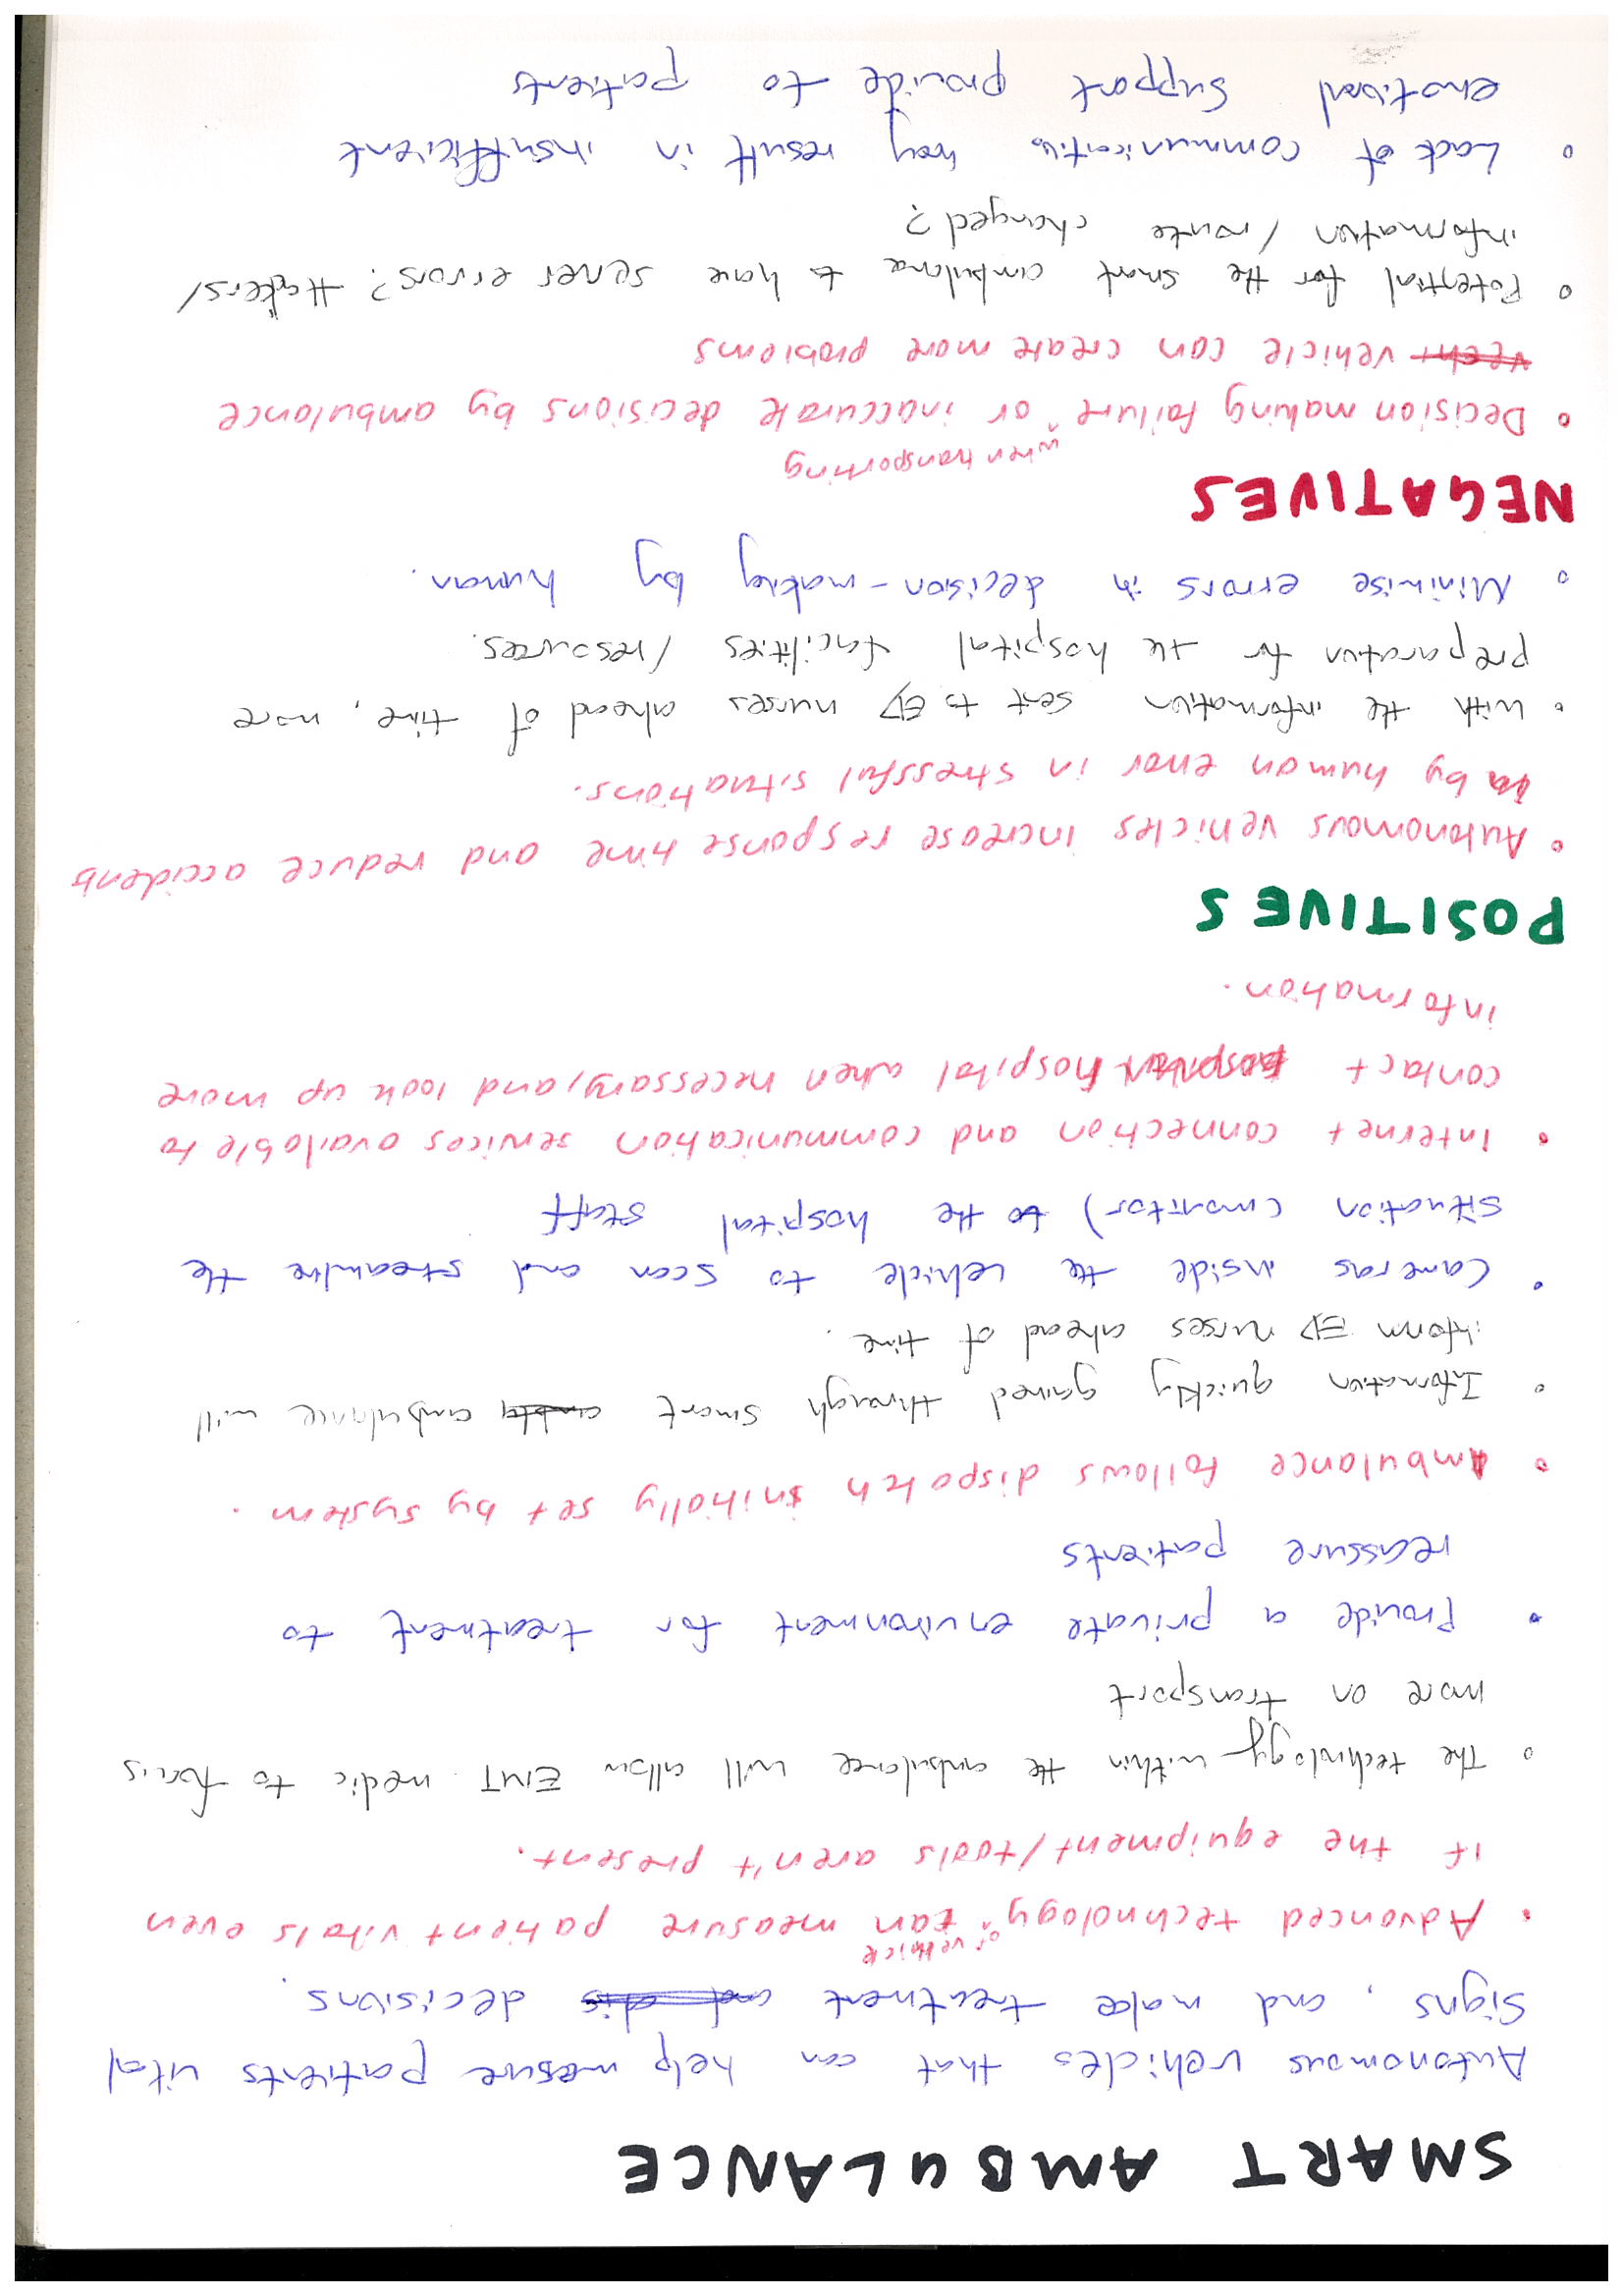 SMART AMBULANCE
Autonomous vehicles that can help mesure patients vital
Signs, and make treatment and dis decisions.
of vehicle
• Advanced technology ^ can measure patient vitals even
if the equipment/tools aren't present.
• The technology within the ambulance will allow EMT medic to focus
more on transport
• Provide a private environment for treatment to
reassure patients
• Ambulance follows dispatch initially set by system.
• Information quickly gained through smart ambulance will
inform ED nurses ahead of time.
• Cameras inside the vehicle to scan and streamline the
situation (monitor) to the hospital staff
• Internet connection and communication services available to
contact hospital hospital when necessary, and look up more
information.
POSITIVES
• Autonomous vehicles increase response time and reduce accidents
by human error in stressful situations.
• With the information sent to ED nurses ahead of time, more
preparation for the hospital facilities/resources.
• Minimise errors in decision-making by human.
NEGATIVES
when transporting
• Decision making failure ^ or inaccurate decisions by ambulance
vech vehicle can create more problems
• Potential for the smart ambulance to have server errors? Hackers/
information/route changed?
• Lack of communication may result in insufficient
emotional support provide to patients